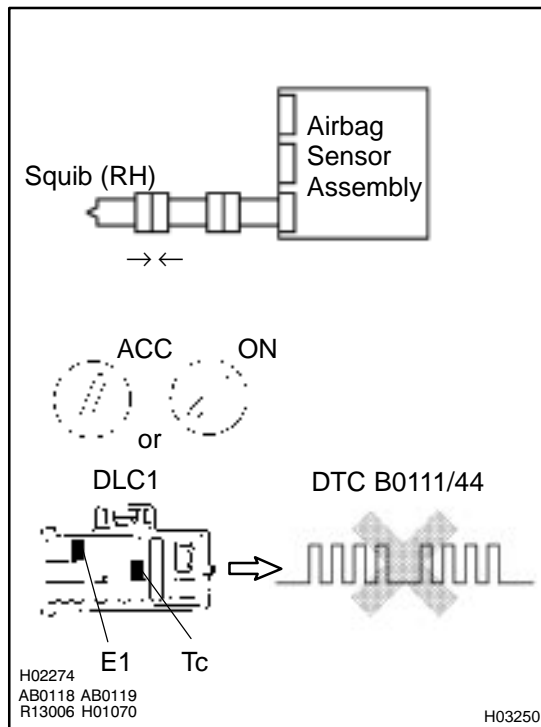 Airbag
Sensor
Assembly
Squib (RH)
ACC ON
or
DLC1 DTC B0111/44
E1 Tc
H02274
AB0118 AB0119
R13006 H01070
H03250